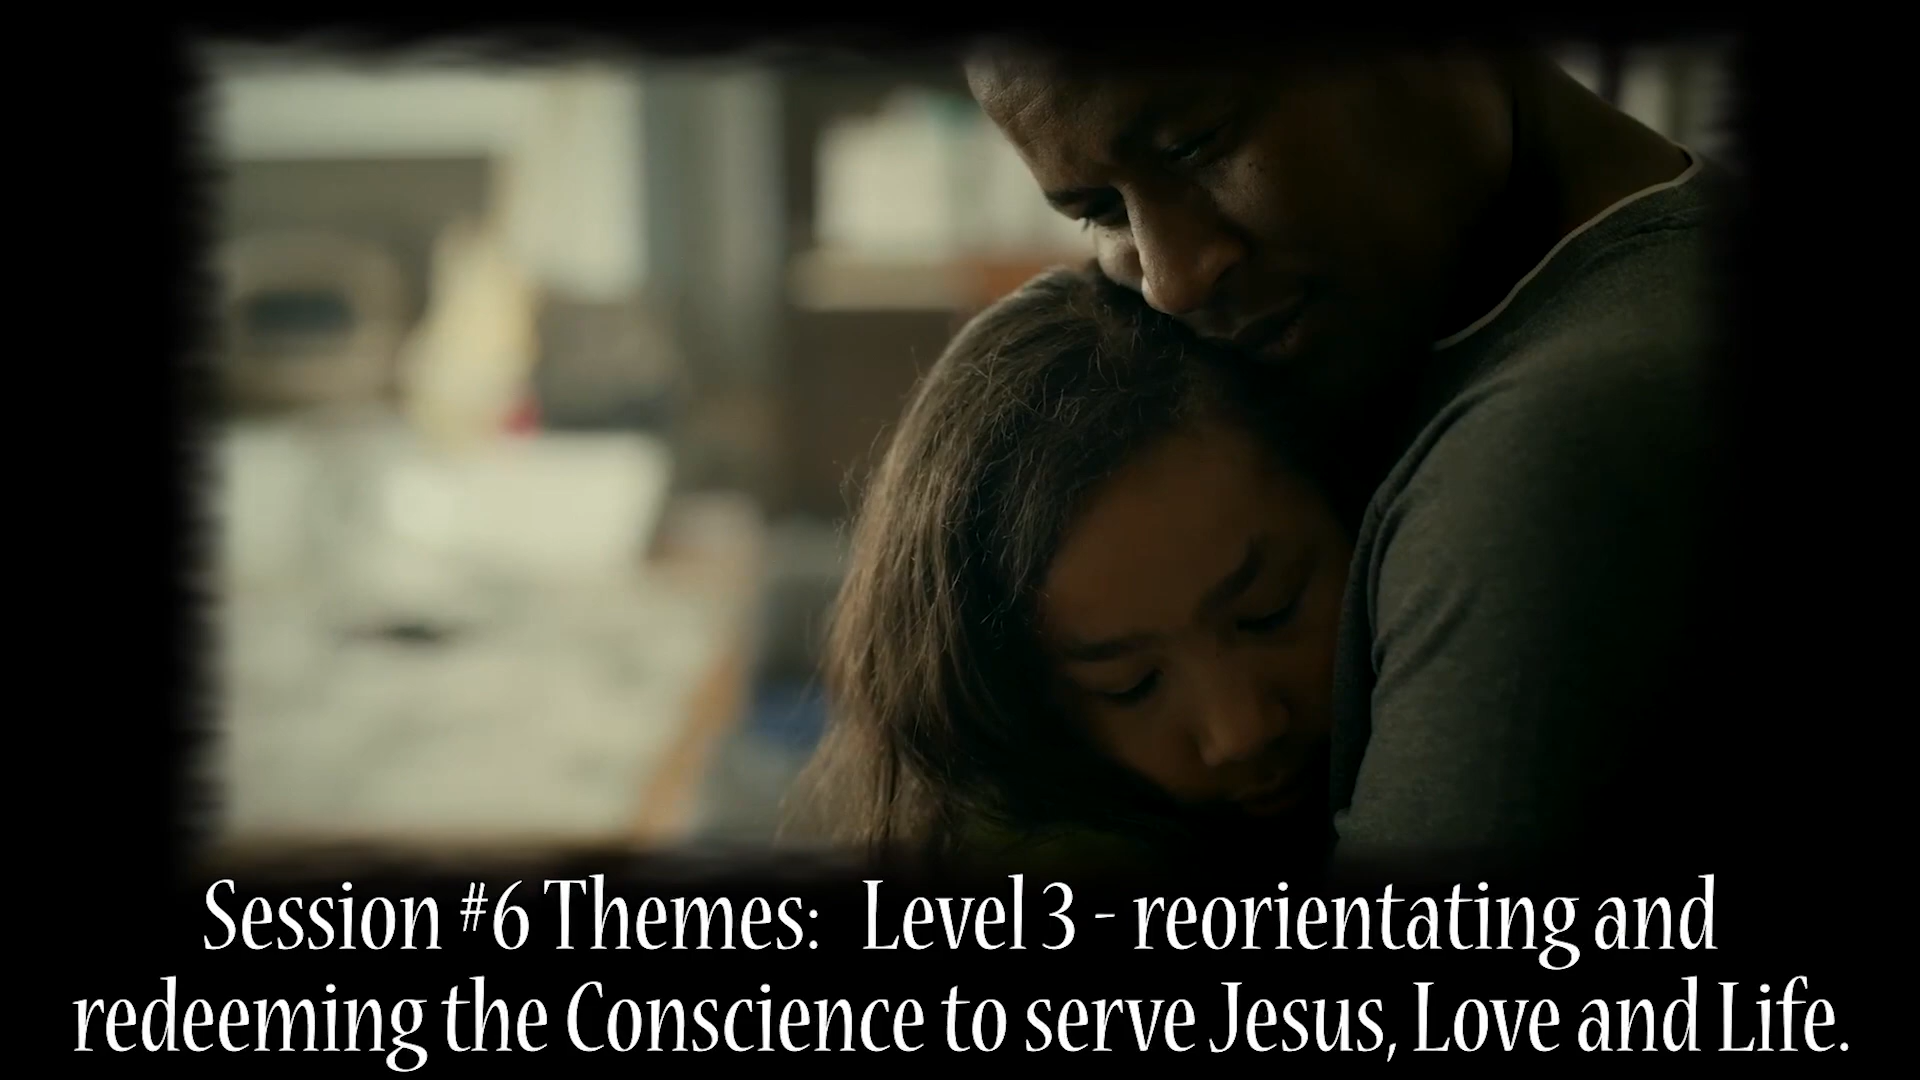 Session #6 Themes:   Level 3 - reorientating and
redeeming the Conscience to serve Jesus, Love and Life.